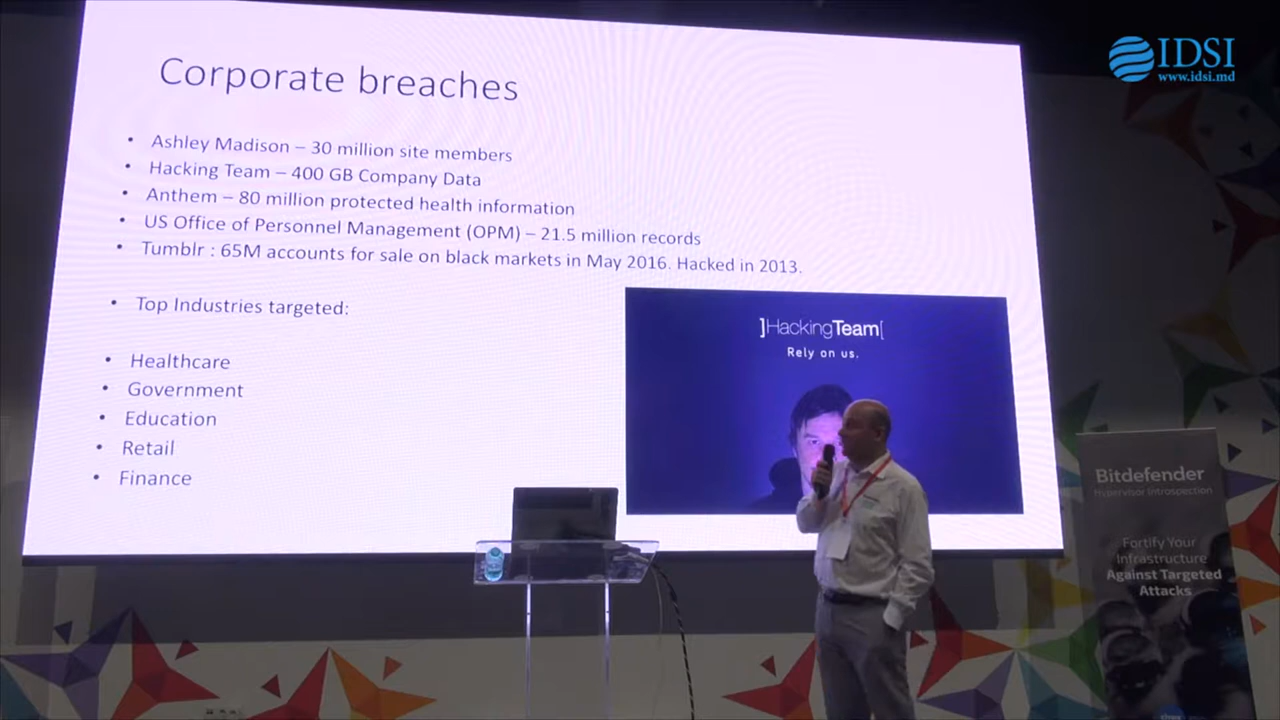 IDSI
www.idsi.md
Corporate breaches
• Ashley Madison – 30 million site members
• Hacking Team – 400 GB Company Data
• Anthem – 80 million protected health information
• US Office of Personnel Management (OPM) – 21.5 million records
• Tumblr : 65M accounts for sale on black markets in May 2016. Hacked in 2013.
• Top Industries targeted:
• Healthcare
• Government
• Education
• Retail
• Finance
]HackingTeam[
Rely on us.
Bitdefender
Hypervisor Introspection
Fortify Your
Infrastructure
Against Targeted
Attacks